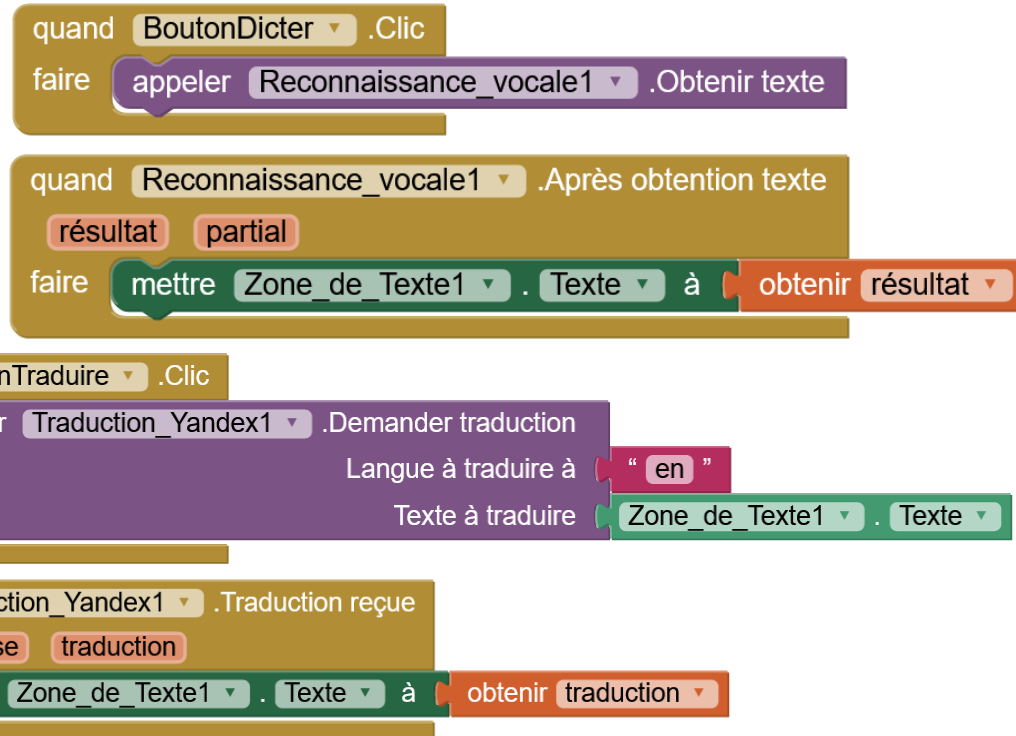 quand BoutonDicter .Clic
faire appeler Reconnaissance_vocale1 .Obtenir texte
quand Reconnaissance_vocale1 .Après obtention texte
résultat partial
faire mettre Zone_de_Texte1 . Texte à obtenir résultat
nTraduire .Clic
r Traduction_Yandex1 .Demander traduction
Langue à traduire à " en "
Texte à traduire Zone_de_Texte1 . Texte
ction_Yandex1 .Traduction reçue
se traduction
Zone_de_Texte1 . Texte à obtenir traduction